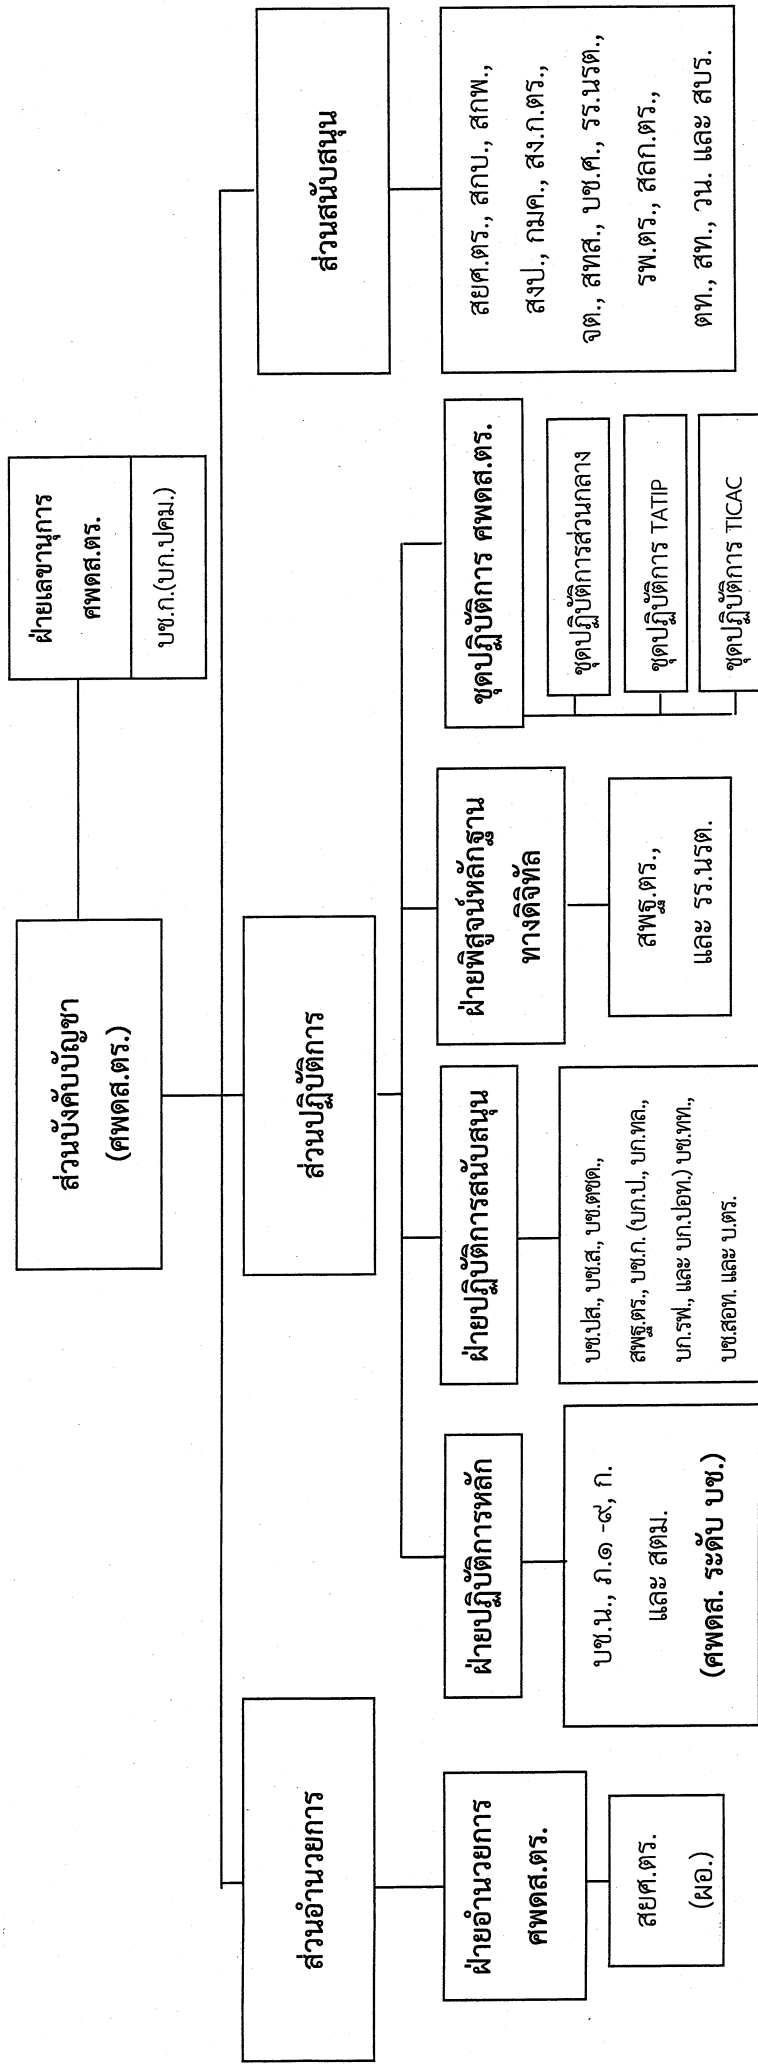 ส่วนบังคับบัญชา
(ศพดส.ตร.)
ฝ่ายเลขานุการ
ศพดส.ตร.
บช.ก.(บก.ปคม.)
ส่วนอำนวยการ
ส่วนปฏิบัติการ
ส่วนสนับสนุน
ฝ่ายอำนวยการ
ศพดส.ตร.
สยศ.ตร.
(ผอ.)
ฝ่ายปฏิบัติการหลัก
บช.น., ภ.๑ -๙, ก.
และ สตม.
(ศพดส. ระดับ บช.)
ฝ่ายปฏิบัติการสนับสนุน
บช.ปส., บช.ส., บช.ตชด.,
สพฐ.ตร., บช.ก. (บก.ป., บก.ทล.,
บก.รฟ., และ บก.ปอท.) บช.ทท.,
บช.สอท. และ บ.ตร.
ฝ่ายพิสูจน์หลักฐาน
ทางดิจิทัล
สพฐ.ตร.,
และ รร.นรต.
ชุดปฏิบัติการ ศพดส.ตร.
ชุดปฏิบัติการส่วนกลาง
ชุดปฏิบัติการ TATIP
ชุดปฏิบัติการ TICAC
สยศ.ตร., สกบ., สกพ.,
สงป., กมค., สง.ก.ตร.,
จต., สทส., บช.ศ., รร.นรต.,
รพ.ตร., สลก.ตร.,
ตท., สท., วน. และ สบร.